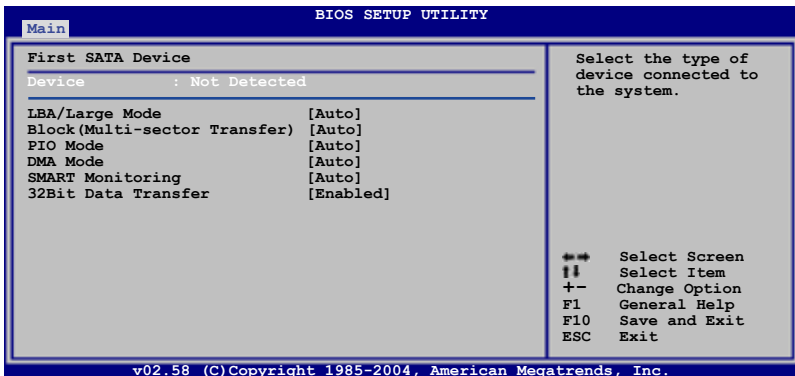 BIOS SETUP UTILITY
Main
First SATA Device
Device : Not Detected
LBA/Large Mode [Auto]
Block(Multi-sector Transfer) [Auto]
PIO Mode [Auto]
DMA Mode [Auto]
SMART Monitoring [Auto]
32Bit Data Transfer [Enabled]
Select the type of
device connected to
the system.
←→ Select Screen
↑↓ Select Item
+- Change Option
F1 General Help
F10 Save and Exit
ESC Exit
v02.58 (C)Copyright 1985-2004, American Megatrends, Inc.